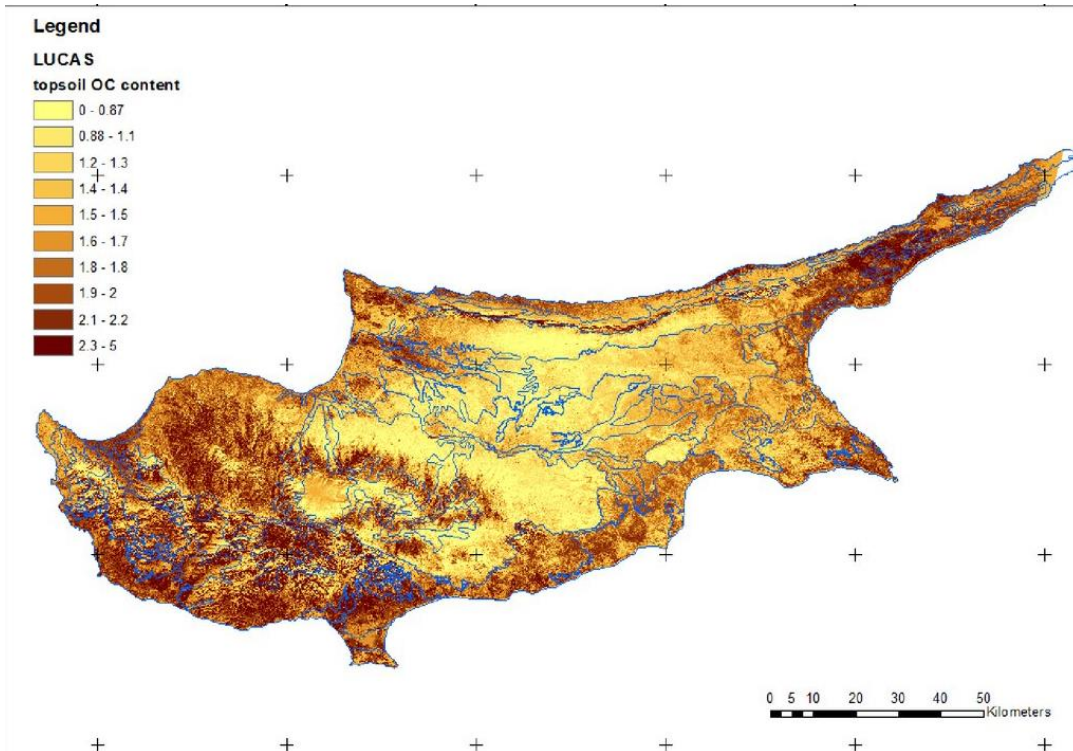 Legend
LUCAS
topsoil OC content
0 - 0.87
0.88 - 1.1
1.2 - 1.3
1.4 - 1.4
1.5 - 1.5
1.6 - 1.7
1.8 - 1.8
1.9 - 2
2.1 - 2.2
2.3 - 5
0 5 10 20 30 40 50
Kilometers